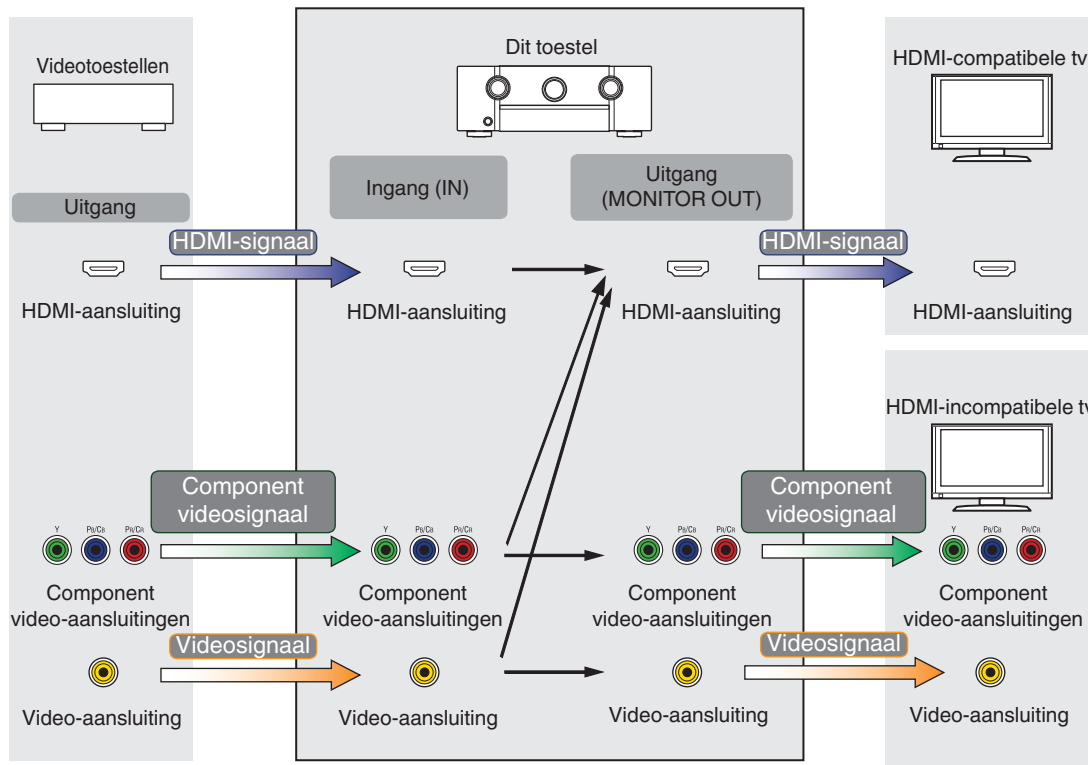 Dit toestel
Videotoestellen
HDMI-compatibele tv
Ingang (IN)
Uitgang
(MONITOR OUT)
Uitgang
HDMI-signaal
HDMI-signaal
HDMI-aansluiting
HDMI-aansluiting
HDMI-aansluiting
HDMI-aansluiting
HDMI-incompatibele tv
Component
videosignaal
Component
videosignaal
Y PB/CB PR/CR
Y PB/CB PR/CR
Y PB/CB PR/CR
Y PB/CB PR/CR
Component
video-aansluitingen
Component
video-aansluitingen
Component
video-aansluitingen
Component
video-aansluitingen
Videosignaal
Videosignaal
Video-aansluiting
Video-aansluiting
Video-aansluiting
Video-aansluiting